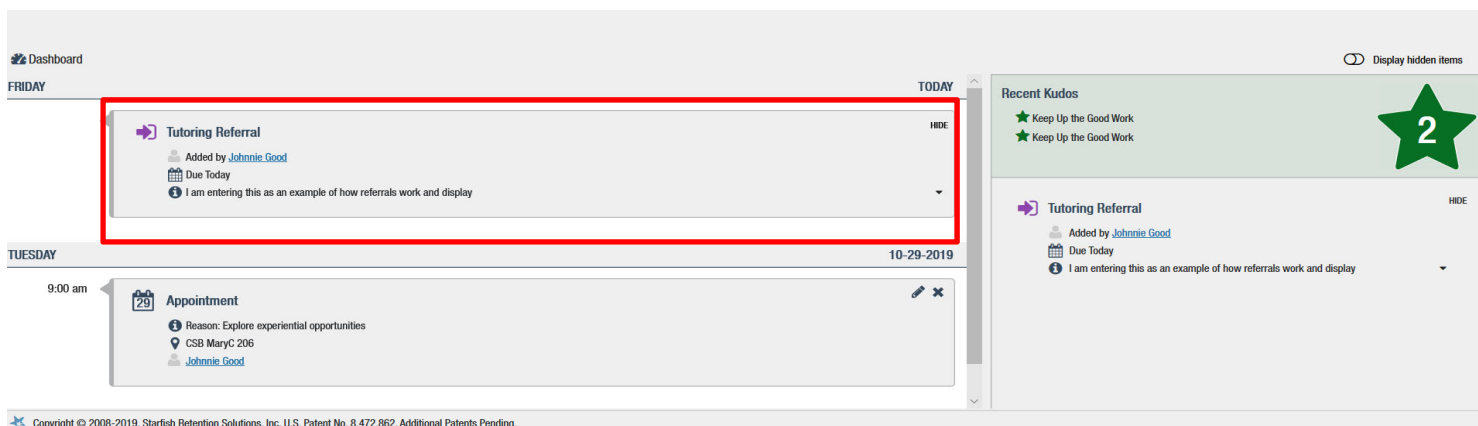 Dashboard
Display hidden items
FRIDAY
TODAY
Tutoring Referral
HIDE
Added by Johnnie Good
Due Today
I am entering this as an example of how referrals work and display
TUESDAY
10-29-2019
9:00 am
29
Appointment
Reason: Explore experiential opportunities
CSB MaryC 206
Johnnie Good
Recent Kudos
Keep Up the Good Work
Keep Up the Good Work
2
Tutoring Referral
HIDE
Added by Johnnie Good
Due Today
I am entering this as an example of how referrals work and display
Copyright © 2008-2019, Starfish Retention Solutions, Inc. U.S. Patent No. 8,472,862. Additional Patents Pending.